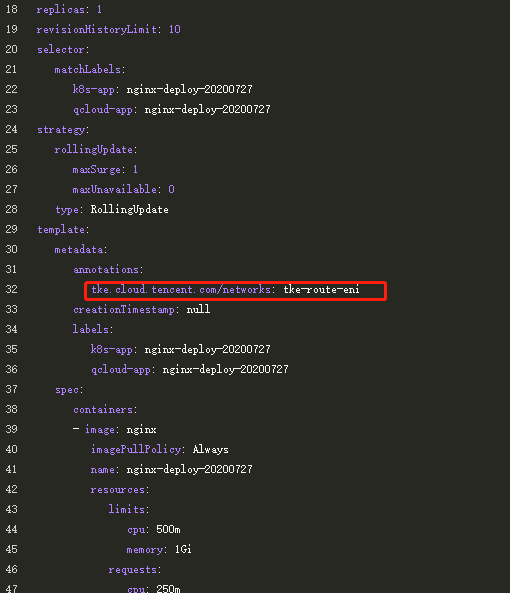 18 replicas: 1
19 revisionHistoryLimit: 10
20 selector:
21 matchLabels:
22 k8s-app: nginx-deploy-20200727
23 qcloud-app: nginx-deploy-20200727
24 strategy:
25 rollingUpdate:
26 maxSurge: 1
27 maxUnavailable: 0
28 type: RollingUpdate
29 template:
30 metadata:
31 annotations:
32 tke.cloud.tencent.com/networks: tke-route-eni
33 creationTimestamp: null
34 labels:
35 k8s-app: nginx-deploy-20200727
36 qcloud-app: nginx-deploy-20200727
37 spec:
38 containers:
39 - image: nginx
40 imagePullPolicy: Always
41 name: nginx-deploy-20200727
42 resources:
43 limits:
44 cpu: 500m
45 memory: 1Gi
46 requests:
47 cpu: 250m